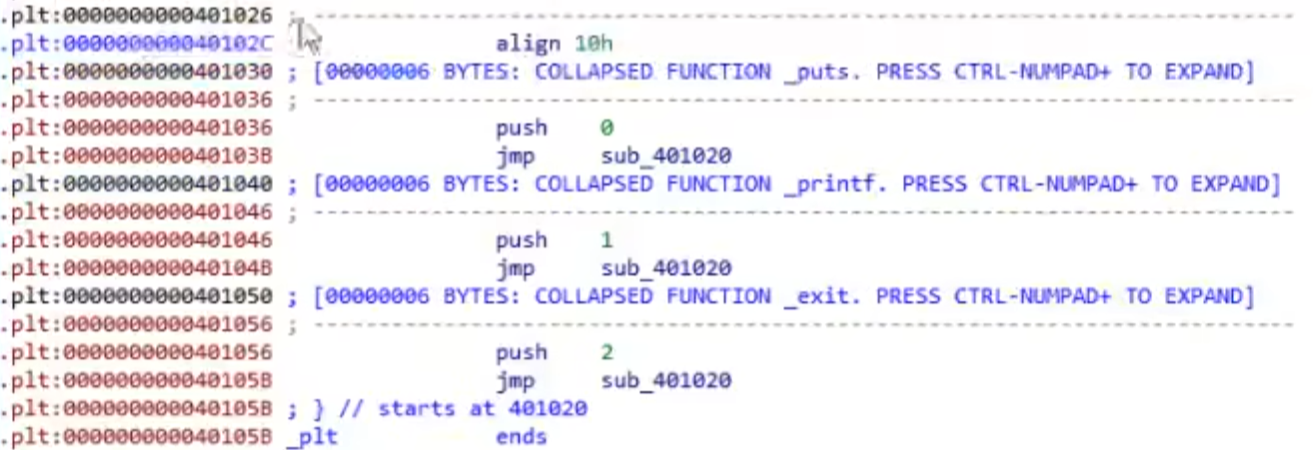 .plt:0000000000401026 ; ---------------------------------------------------------------------------
.plt:000000000040102C align 10h
.plt:0000000000401030 ; [00000006 BYTES: COLLAPSED FUNCTION _puts. PRESS CTRL-NUMPAD+ TO EXPAND]
.plt:0000000000401036 ; ---------------------------------------------------------------------------
.plt:0000000000401036 push 0
.plt:000000000040103B jmp sub_401020
.plt:0000000000401040 ; [00000006 BYTES: COLLAPSED FUNCTION _printf. PRESS CTRL-NUMPAD+ TO EXPAND]
.plt:0000000000401046 ; ---------------------------------------------------------------------------
.plt:0000000000401046 push 1
.plt:000000000040104B jmp sub_401020
.plt:0000000000401050 ; [00000006 BYTES: COLLAPSED FUNCTION _exit. PRESS CTRL-NUMPAD+ TO EXPAND]
.plt:0000000000401056 ; ---------------------------------------------------------------------------
.plt:0000000000401056 push 2
.plt:000000000040105B jmp sub_401020
.plt:000000000040105B ; } // starts at 401020
.plt:000000000040105B _plt ends